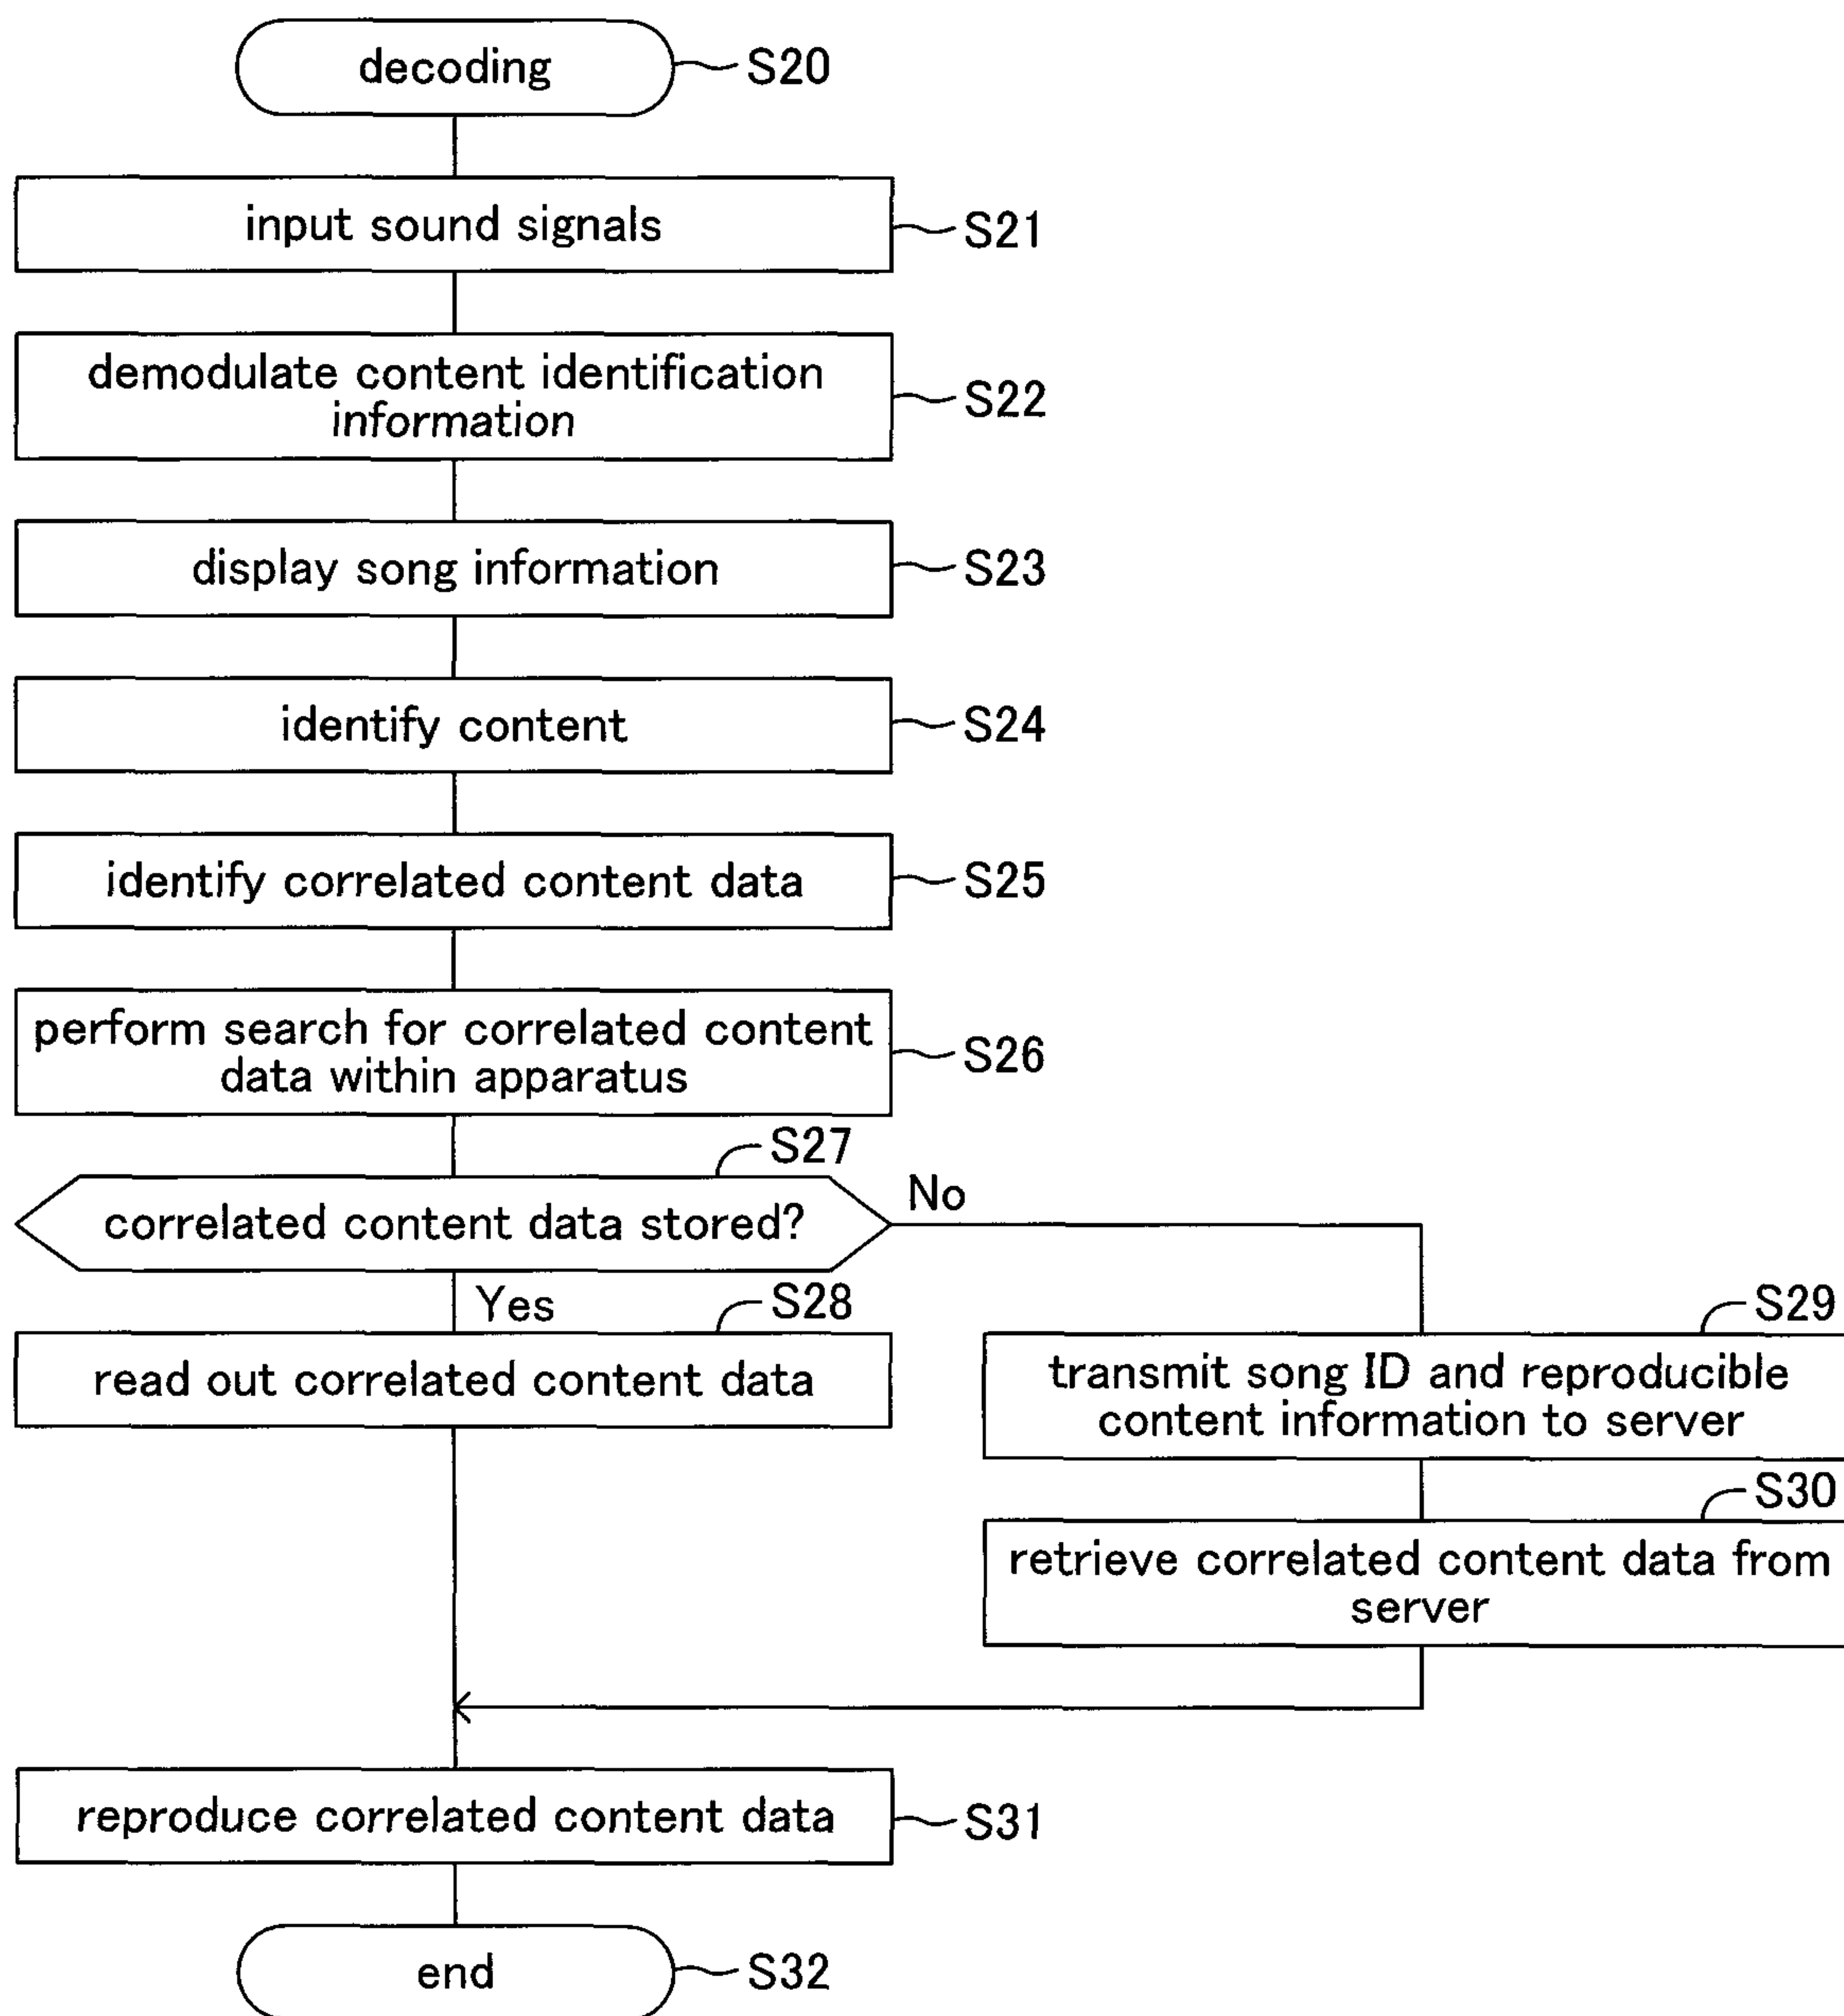 decoding
S20
input sound signals
S21
demodulate content identification
information
S22
display song information
S23
identify content
S24
identify correlated content data
S25
perform search for correlated content
data within apparatus
S26
S27
correlated content data stored?
No
Yes
S28
read out correlated content data
S29
transmit song ID and reproducible
content information to server
S30
retrieve correlated content data from
server
reproduce correlated content data
S31
end
S32